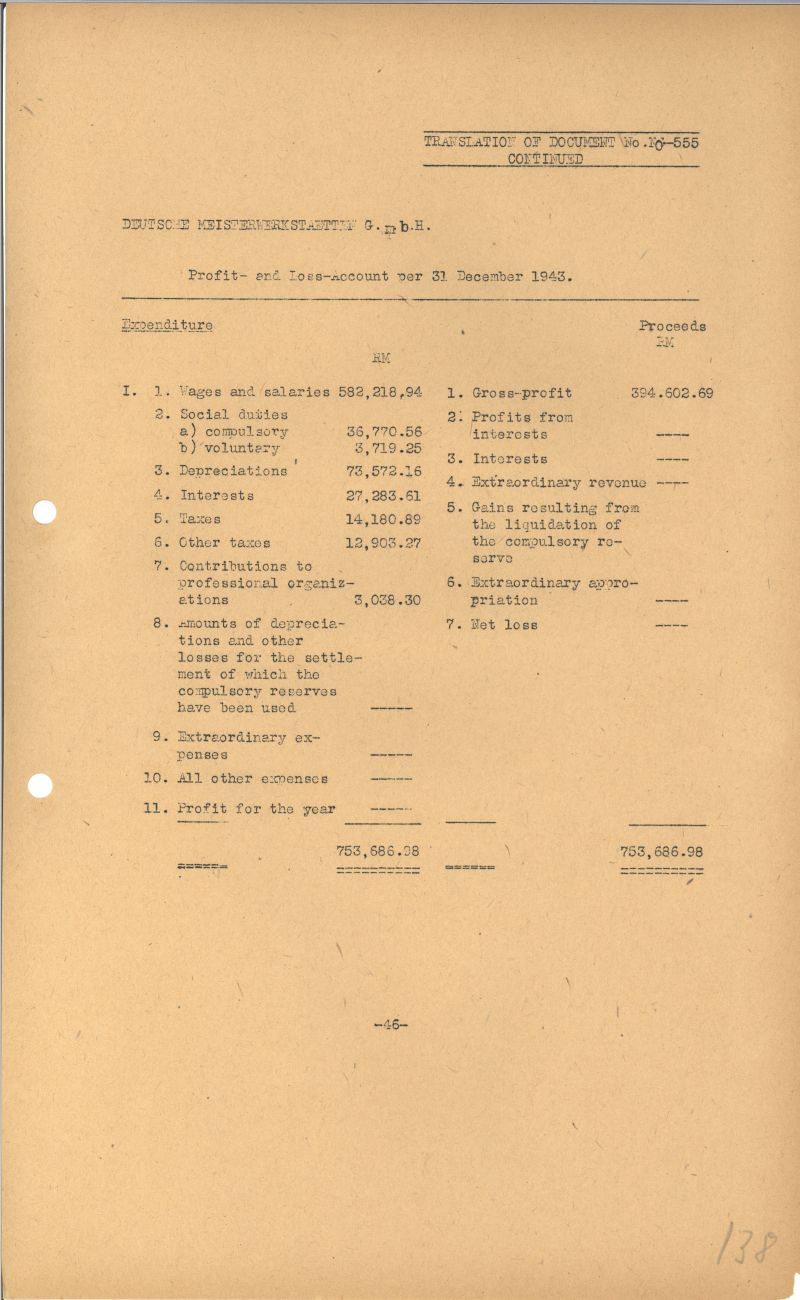 TRANSLATION OF DOCUMENT No.NO-555
CONTINUED
DEUTSCHE MEISTERWERKSTAETTEN G.mb.H.
Profit- and Loss-Account per 31 December 1943.
Expenditure
RM
I. 1. Wages and salaries 582,218,94
2. Social duties
a) compulsory 36,770.56
b) voluntary 3,719.25
3. Depreciations 73,572.16
4. Interests 27,283.61
5. Taxes 14,180.89
6. Other taxes 12,903.27
7. Contributions to
professional organiz-
ations 3,038.30
8. Amounts of deprecia-
tions and other
losses for the settle-
ment of which the
compulsory reserves
have been used -----
9. Extraordinary ex-
penses -----
10. All other expenses -----
11. Profit for the year -----
753,686.98
Proceeds
RM
1. Gross-profit 394.602.69
2. Profits from
interests ----
3. Interests ----
4. Extraordinary revenue ----
5. Gains resulting from
the liquidation of
the compulsory re-
serve
6. Extraordinary appro-
priation ----
7. Net loss ----
753,686.98
-46-
138